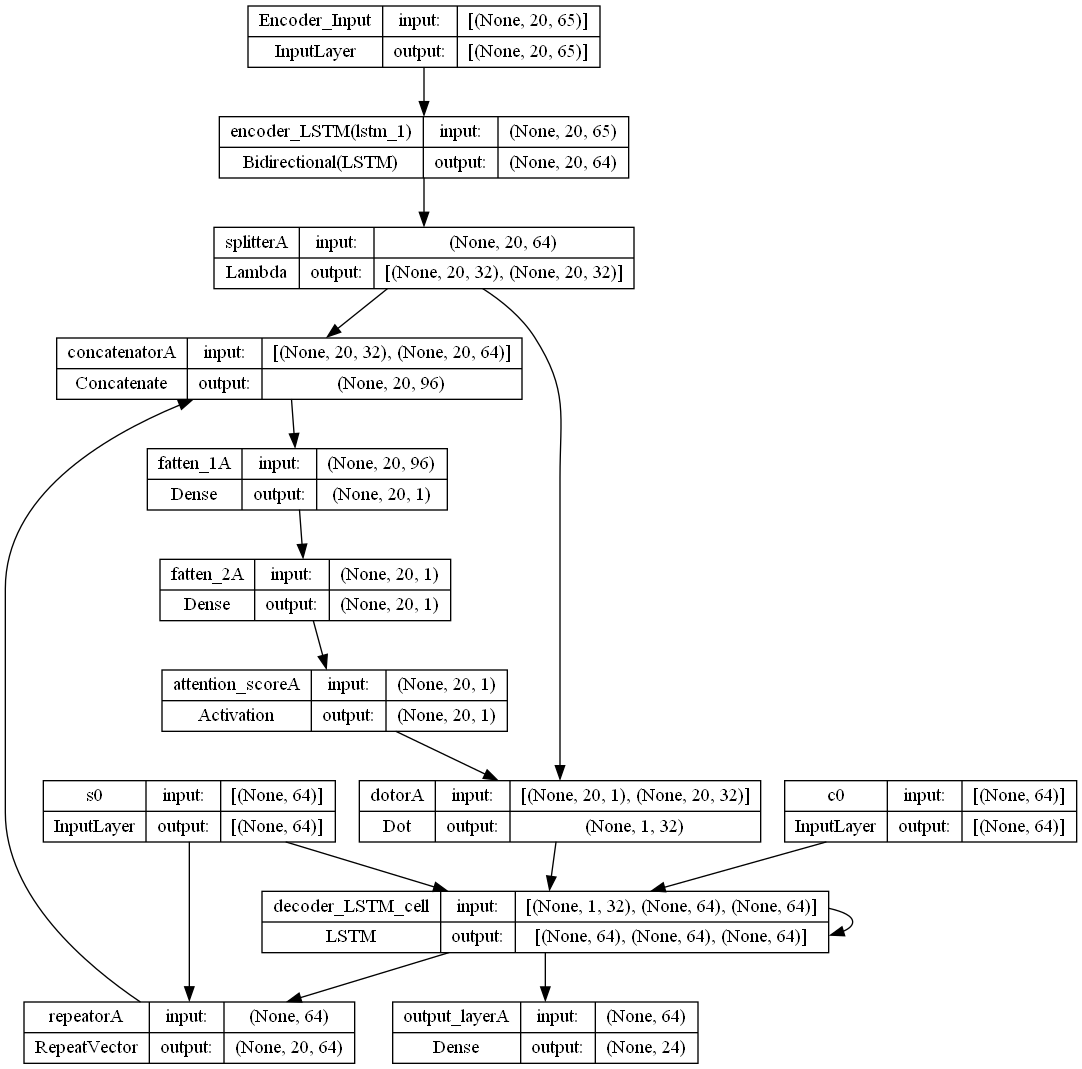 Encoder_Input input: [(None, 20, 65)]
InputLayer output: [(None, 20, 65)]
encoder_LSTM(lstm_1) input: (None, 20, 65)
Bidirectional(LSTM) output: (None, 20, 64)
splitterA input: (None, 20, 64)
Lambda output: [(None, 20, 32), (None, 20, 32)]
concatenatorA input: [(None, 20, 32), (None, 20, 64)]
Concatenate output: (None, 20, 96)
fatten_1A input: (None, 20, 96)
Dense output: (None, 20, 1)
fatten_2A input: (None, 20, 1)
Dense output: (None, 20, 1)
attention_scoreA input: (None, 20, 1)
Activation output: (None, 20, 1)
s0 input: [(None, 64)]
InputLayer output: [(None, 64)]
dotorA input: [(None, 20, 1), (None, 20, 32)]
Dot output: (None, 1, 32)
c0 input: [(None, 64)]
InputLayer output: [(None, 64)]
decoder_LSTM_cell input: [(None, 1, 32), (None, 64), (None, 64)]
LSTM output: [(None, 64), (None, 64), (None, 64)]
repeatorA input: (None, 64)
RepeatVector output: (None, 20, 64)
output_layerA input: (None, 64)
Dense output: (None, 24)